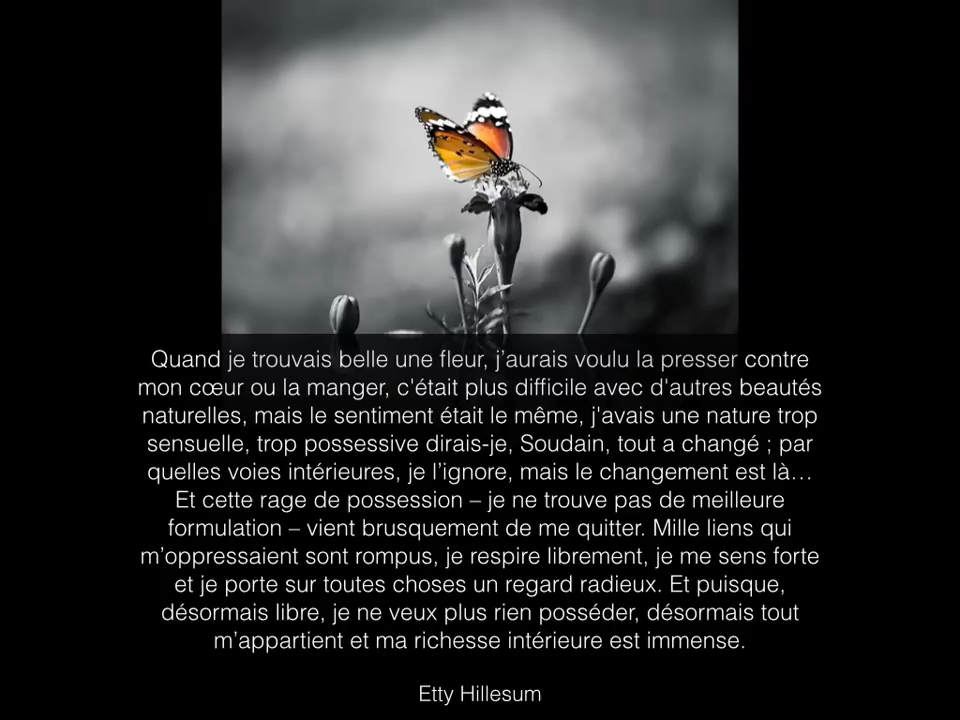 Quand je trouvais belle une fleur, j’aurais voulu la presser contre
mon cœur ou la manger, c'était plus difficile avec d'autres beautés
naturelles, mais le sentiment était le même, j'avais une nature trop
sensuelle, trop possessive dirais-je, Soudain, tout a changé ; par
quelles voies intérieures, je l’ignore, mais le changement est là…
Et cette rage de possession – je ne trouve pas de meilleure
formulation – vient brusquement de me quitter. Mille liens qui
m’oppressaient sont rompus, je respire librement, je me sens forte
et je porte sur toutes choses un regard radieux. Et puisque,
désormais libre, je ne veux plus rien posséder, désormais tout
m’appartient et ma richesse intérieure est immense.
Etty Hillesum